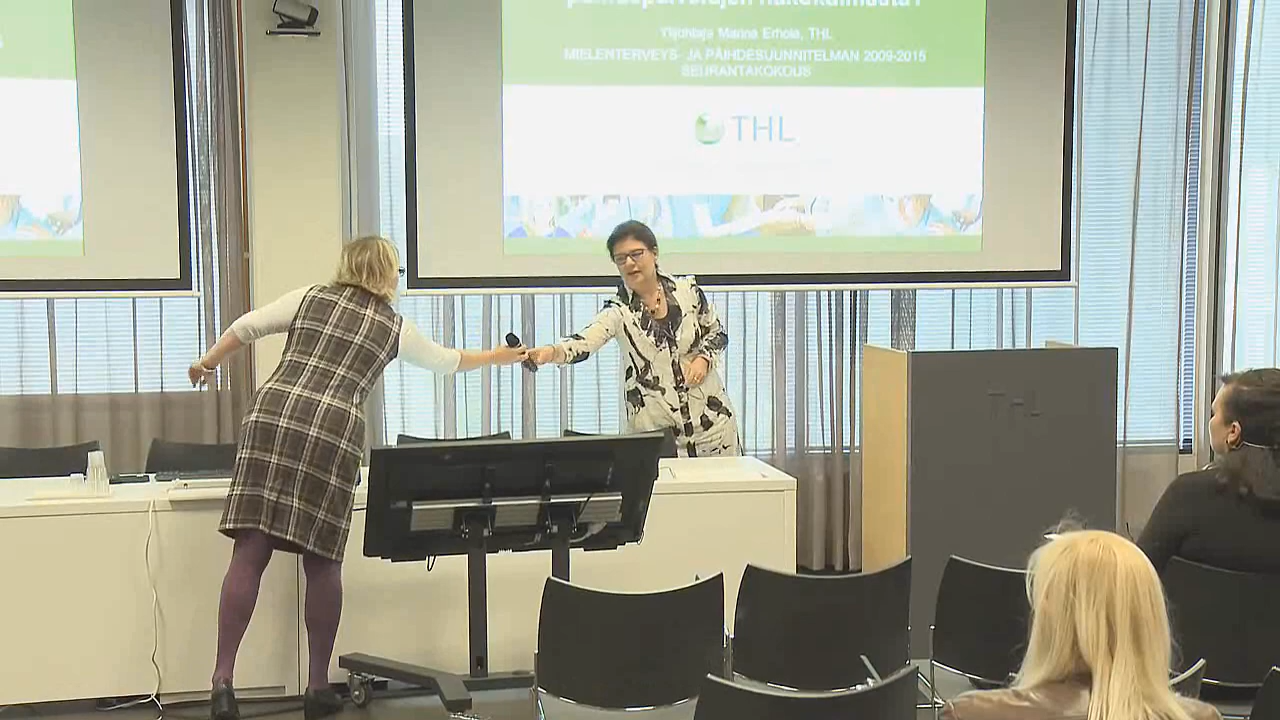 Ylijohtaja Marina Erhola, THL
MIELENTERVEYS- JA PÄIHDESUUNNITELMAN 2009-2015
SEURANTAKOKOUS
THL
THL